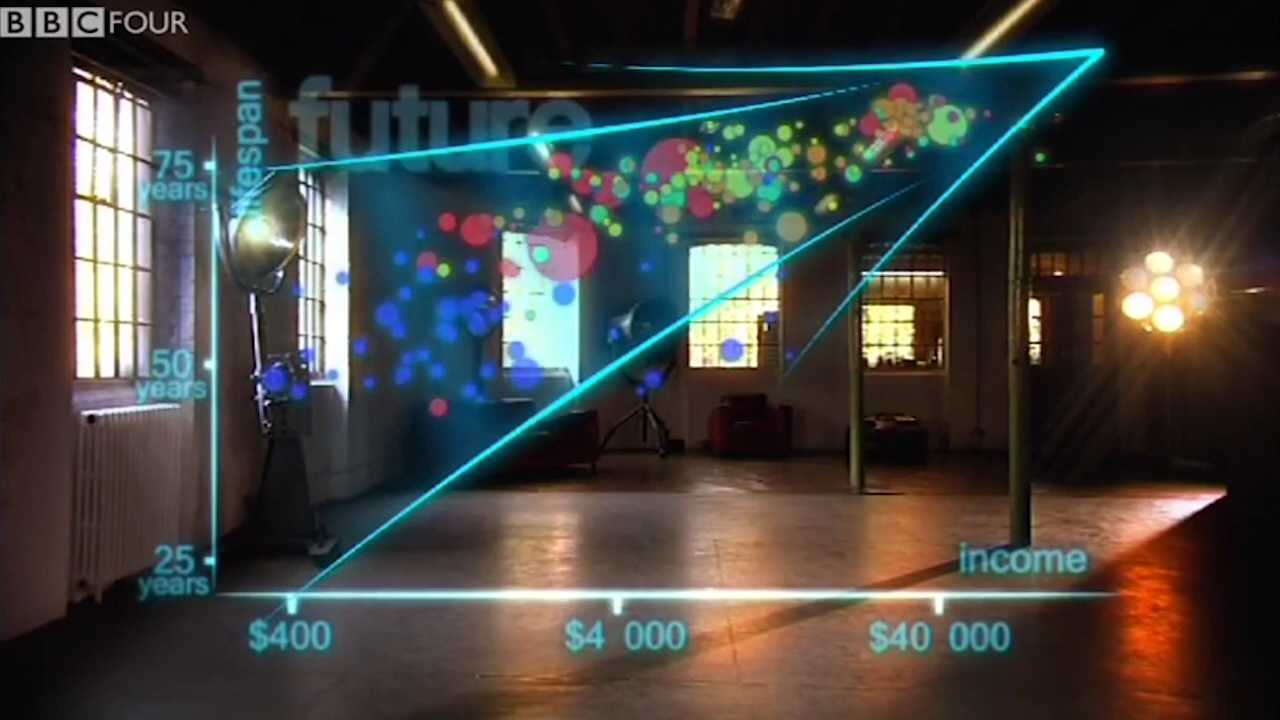 BBC FOUR
future
lifespan
75
years
50
years
25
years
income
$400
$4 000
$40 000